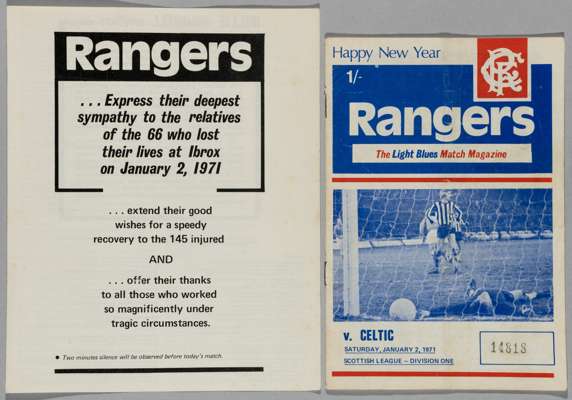 Rangers
. . . Express their deepest
sympathy to the relatives
of the 66 who lost
their lives at Ibrox
on January 2, 1971
. . . extend their good
wishes for a speedy
recovery to the 145 injured
AND
. . . offer their thanks
to all those who worked
so magnificently under
tragic circumstances.
● Two minutes silence will be observed before today's match.
Happy New Year
1/-
RFC
Rangers
The Light Blues Match Magazine
v. CELTIC
SATURDAY, JANUARY 2, 1971
SCOTTISH LEAGUE – DIVISION ONE
14818